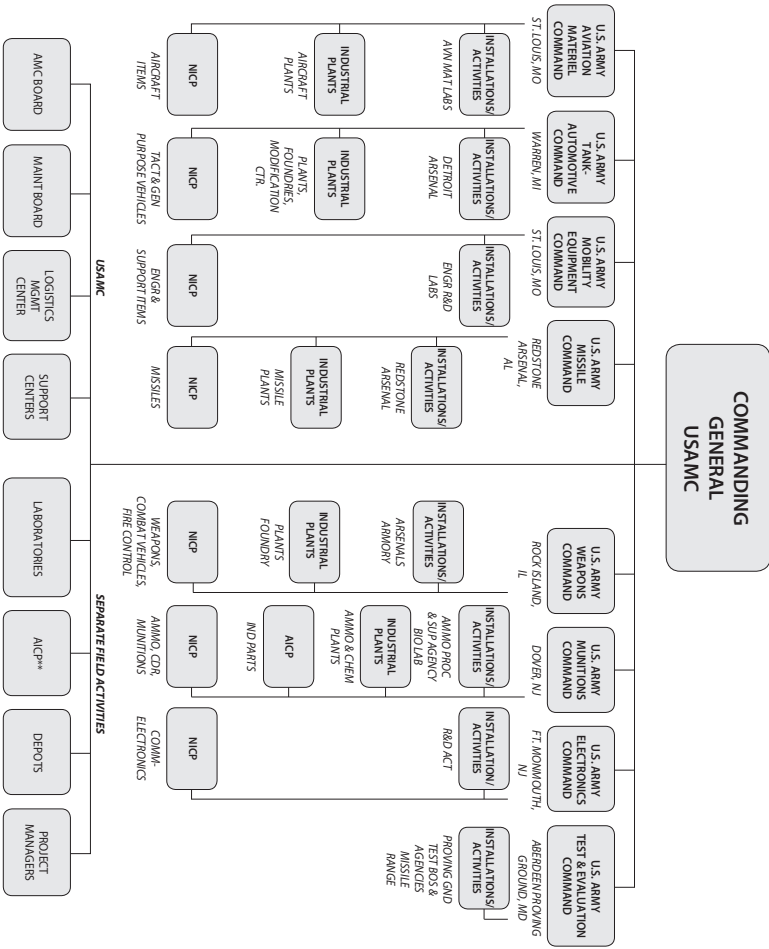 COMMANDING
GENERAL
USAMC
U.S. ARMY
AVIATION
MATERIEL
COMMAND
ST. LOUIS, MO
INSTALLATIONS/
ACTIVITIES
AVN MAT LABS
INDUSTRIAL
PLANTS
AIRCRAFT
PLANTS
NICP
AIRCRAFT
ITEMS
U.S. ARMY
TANK-
AUTOMOTIVE
COMMAND
WARREN, MI
INSTALLATIONS/
ACTIVITIES
DETROIT
ARSENAL
INDUSTRIAL
PLANTS
PLANTS,
FOUNDRIES,
MODIFICATION
CTR.
NICP
TACT & GEN
PURPOSE VEHICLES
U.S. ARMY
MOBILITY
EQUIPMENT
COMMAND
ST. LOUIS, MO
INSTALLATIONS/
ACTIVITIES
ENGR R&D
LABS
NICP
ENGR &
SUPPORT ITEMS
U.S. ARMY
MISSILE
COMMAND
REDSTONE
ARSENAL,
AL
INSTALLATIONS/
ACTIVITIES
REDSTONE
ARSENAL
INDUSTRIAL
PLANTS
MISSILE
PLANTS
NICP
MISSILES
U.S. ARMY
WEAPONS
COMMAND
ROCK ISLAND,
IL
INSTALLATIONS/
ACTIVITIES
ARSENALS
ARMORY
INDUSTRIAL
PLANTS
PLANTS
FOUNDRY
NICP
WEAPONS,
COMBAT VEHICLES,
FIRE CONTROL
U.S. ARMY
MUNITIONS
COMMAND
DOVER, NJ
INSTALLATIONS/
ACTIVITIES
AMMO PROC
& SUP AGENCY
BIO LAB
INDUSTRIAL
PLANTS
AMMO & CHEM
PLANTS
AICP
IND PARTS
NICP
AMMO, CDR,
MUNITIONS
U.S. ARMY
ELECTRONICS
COMMAND
FT. MONMOUTH,
NJ
INSTALLATION/
ACTIVITIES
R&D ACT
NICP
COMM-
ELECTRONICS
U.S. ARMY
TEST & EVALUATION
COMMAND
ABERDEEN PROVING
GROUND, MD
INSTALLATIONS/
ACTIVITIES
PROVING GND
TEST BOS &
AGENCIES
MISSILE
RANGE
USAMC
AMC BOARD
MAINT BOARD
LOGISTICS
MGMT
CENTER
SUPPORT
CENTERS
SEPARATE FIELD ACTIVITIES
LABORATORIES
AICP**
DEPOTS
PROJECT
MANAGERS